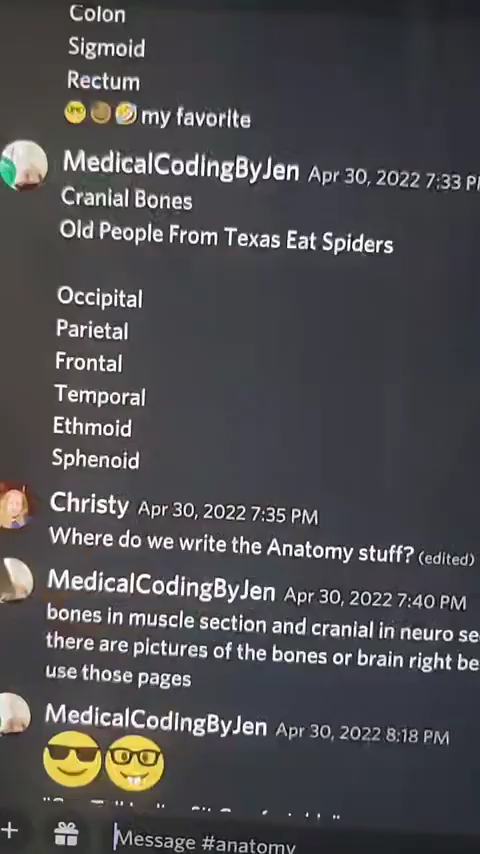 Colon
Sigmoid
Rectum
my favorite
MedicalCodingByJen Apr 30, 2022 7:33
Cranial Bones
Old People From Texas Eat Spiders
Occipital
Parietal
Frontal
Temporal
Ethmoid
Sphenoid
Christy Apr 30, 2022 7:35 PM
Where do we write the Anatomy stuff? (edited)
MedicalCodingByJen Apr 30, 2022 7:40 PM
bones in muscle section and cranial in neuro se
there are pictures of the bones or brain right be
use those pages
MedicalCodingByJen Apr 30, 2022 8:18 PM
Message #anatomy